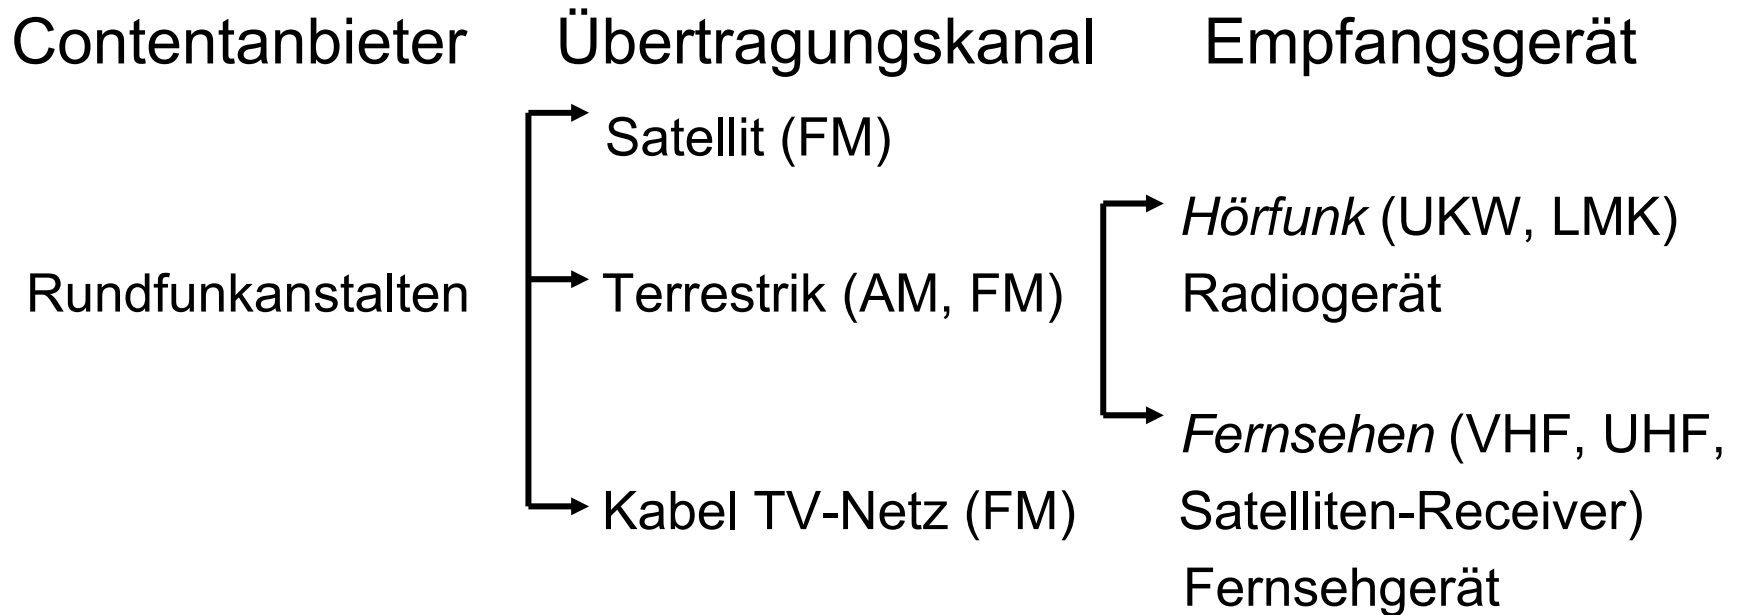 Contentanbieter Übertragungskanal Empfangsgerät
Satellit (FM)
Hörfunk (UKW, LMK)
Rundfunkanstalten Terrestrik (AM, FM) Radiogerät
Fernsehen (VHF, UHF,
Kabel TV-Netz (FM) Satelliten-Receiver)
Fernsehgerät